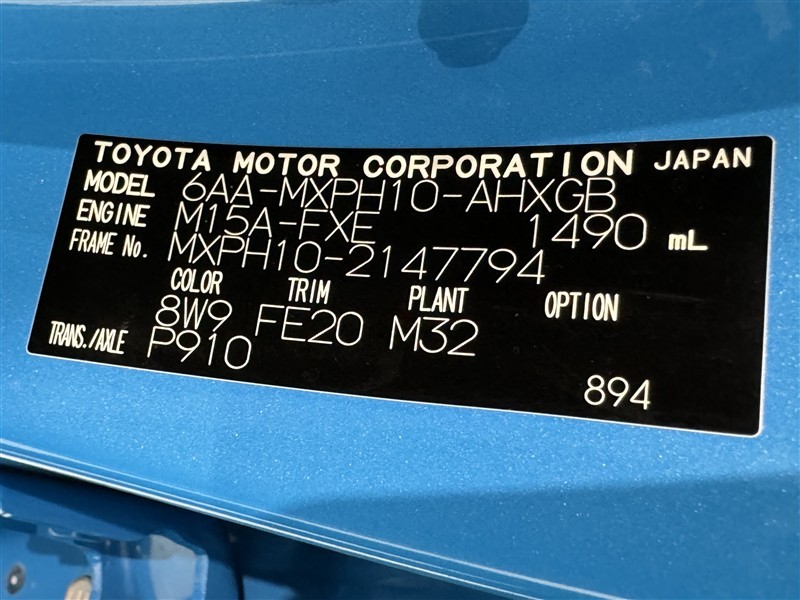 TOYOTA MOTOR CORPORATION JAPAN
MODEL 6AA-MXPH10-AHXGB
ENGINE M15A-FXE 1490 mL
FRAME No. MXPH10-2147794
COLOR TRIM PLANT OPTION
8W9 FE20 M32
TRANS./AXLE P910
894